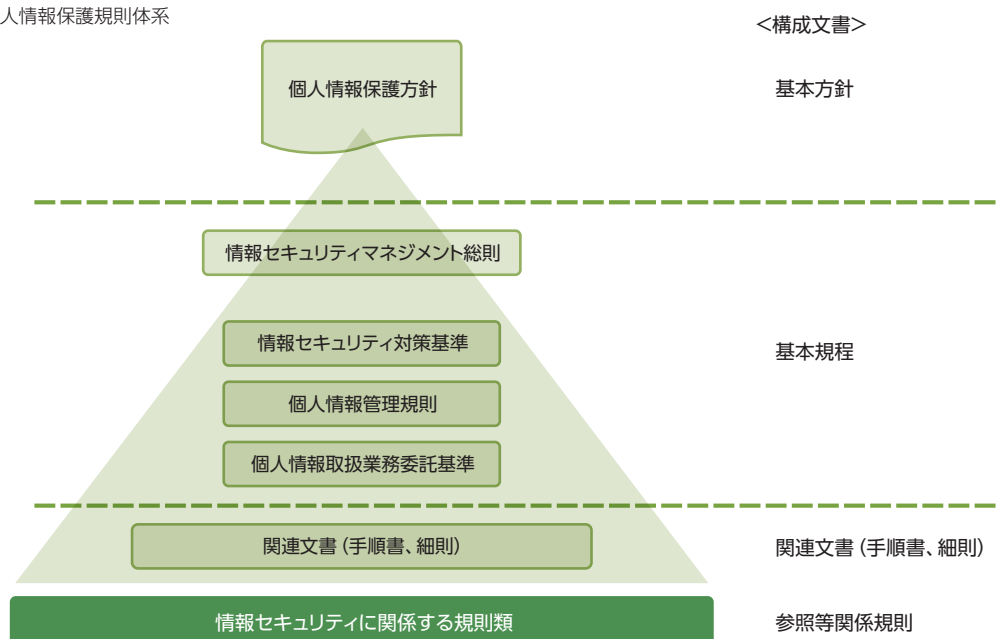 人情報保護規則体系
<構成文書>
個人情報保護方針
基本方針
情報セキュリティマネジメント総則
情報セキュリティ対策基準
基本規程
個人情報管理規則
個人情報取扱業務委託基準
関連文書（手順書、細則）
関連文書（手順書、細則）
情報セキュリティに関係する規則類
参照等関係規則